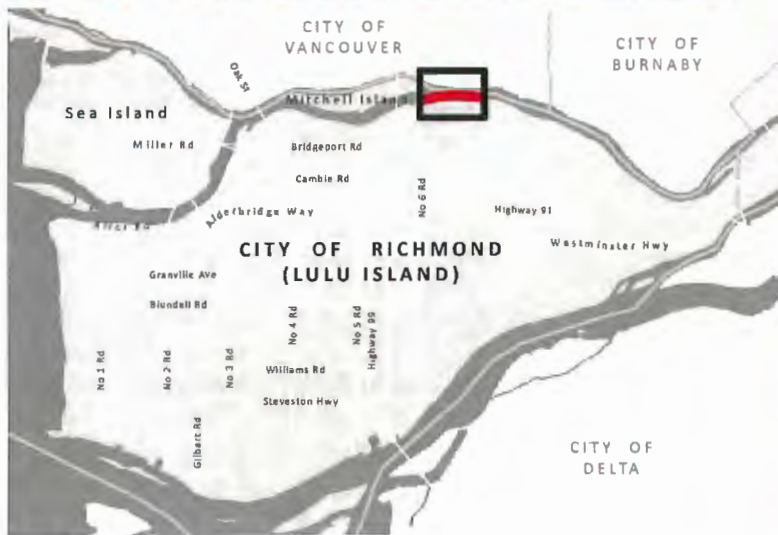 CITY OF
VANCOUVER
CITY OF
BURNABY
Oak St
Mitchell Island
Sea Island
Miller Rd
Bridgeport Rd
Cambie Rd
No 6 Rd
Highway 91
Alderbridge Way
Westminster Hwy
CITY OF RICHMOND
(LULU ISLAND)
Granville Ave
Blundell Rd
No 1 Rd
No 2 Rd
No 3 Rd
No 4 Rd
No 5 Rd
Highway 99
Williams Rd
Steveston Hwy
Gilbert Rd
CITY OF
DELTA